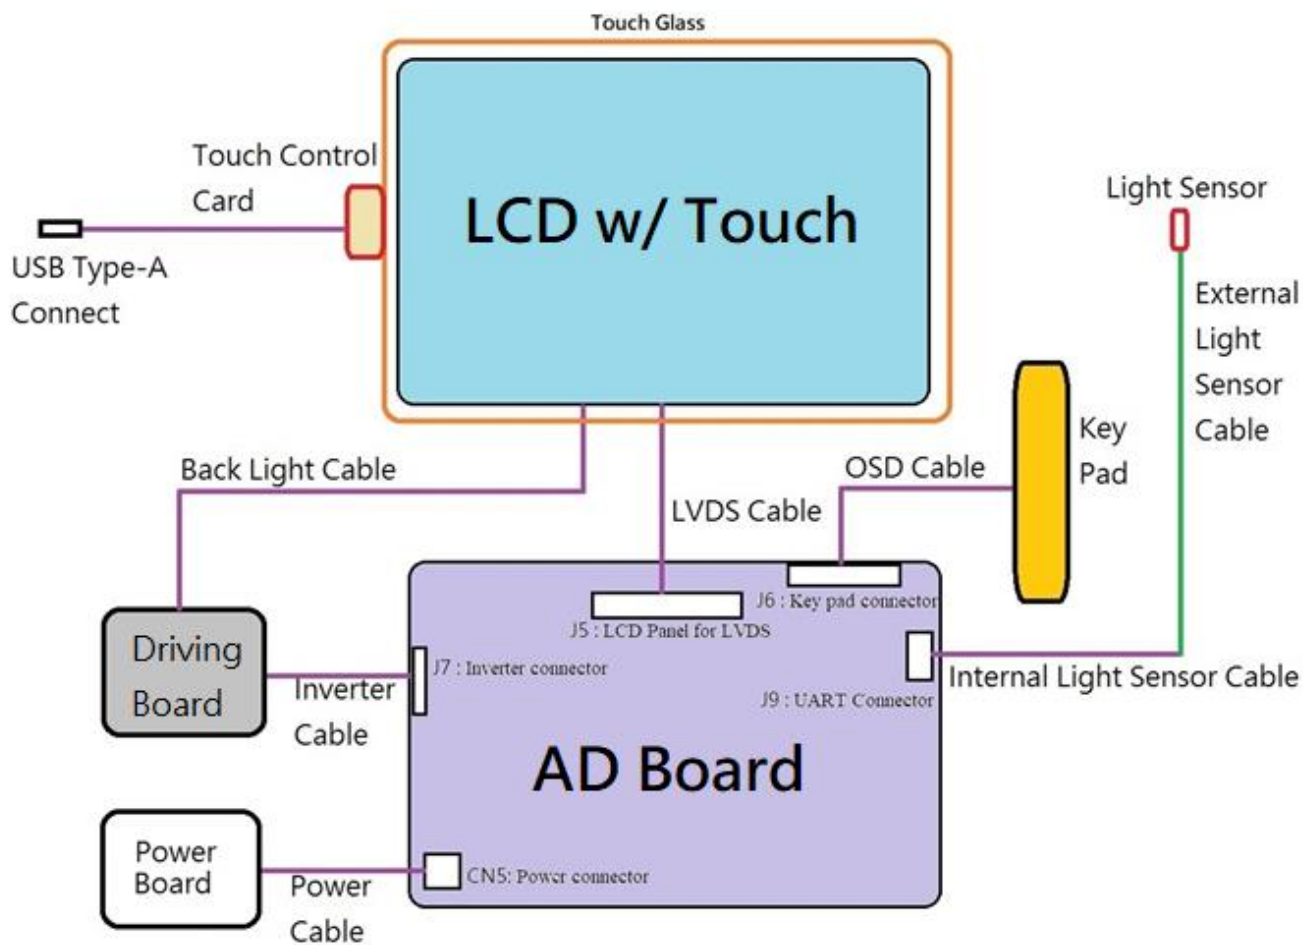 Touch Glass
Touch Control
Card
LCD w/ Touch
Light Sensor
USB Type-A
Connect
External
Light
Sensor
Cable
Key
Pad
Back Light Cable
OSD Cable
LVDS Cable
J6 : Key pad connector
J5 : LCD Panel for LVDS
Driving
Board
J7 : Inverter connector
Inverter
Cable
Internal Light Sensor Cable
J9 : UART Connector
AD Board
Power
Board
CN5: Power connector
Power
Cable